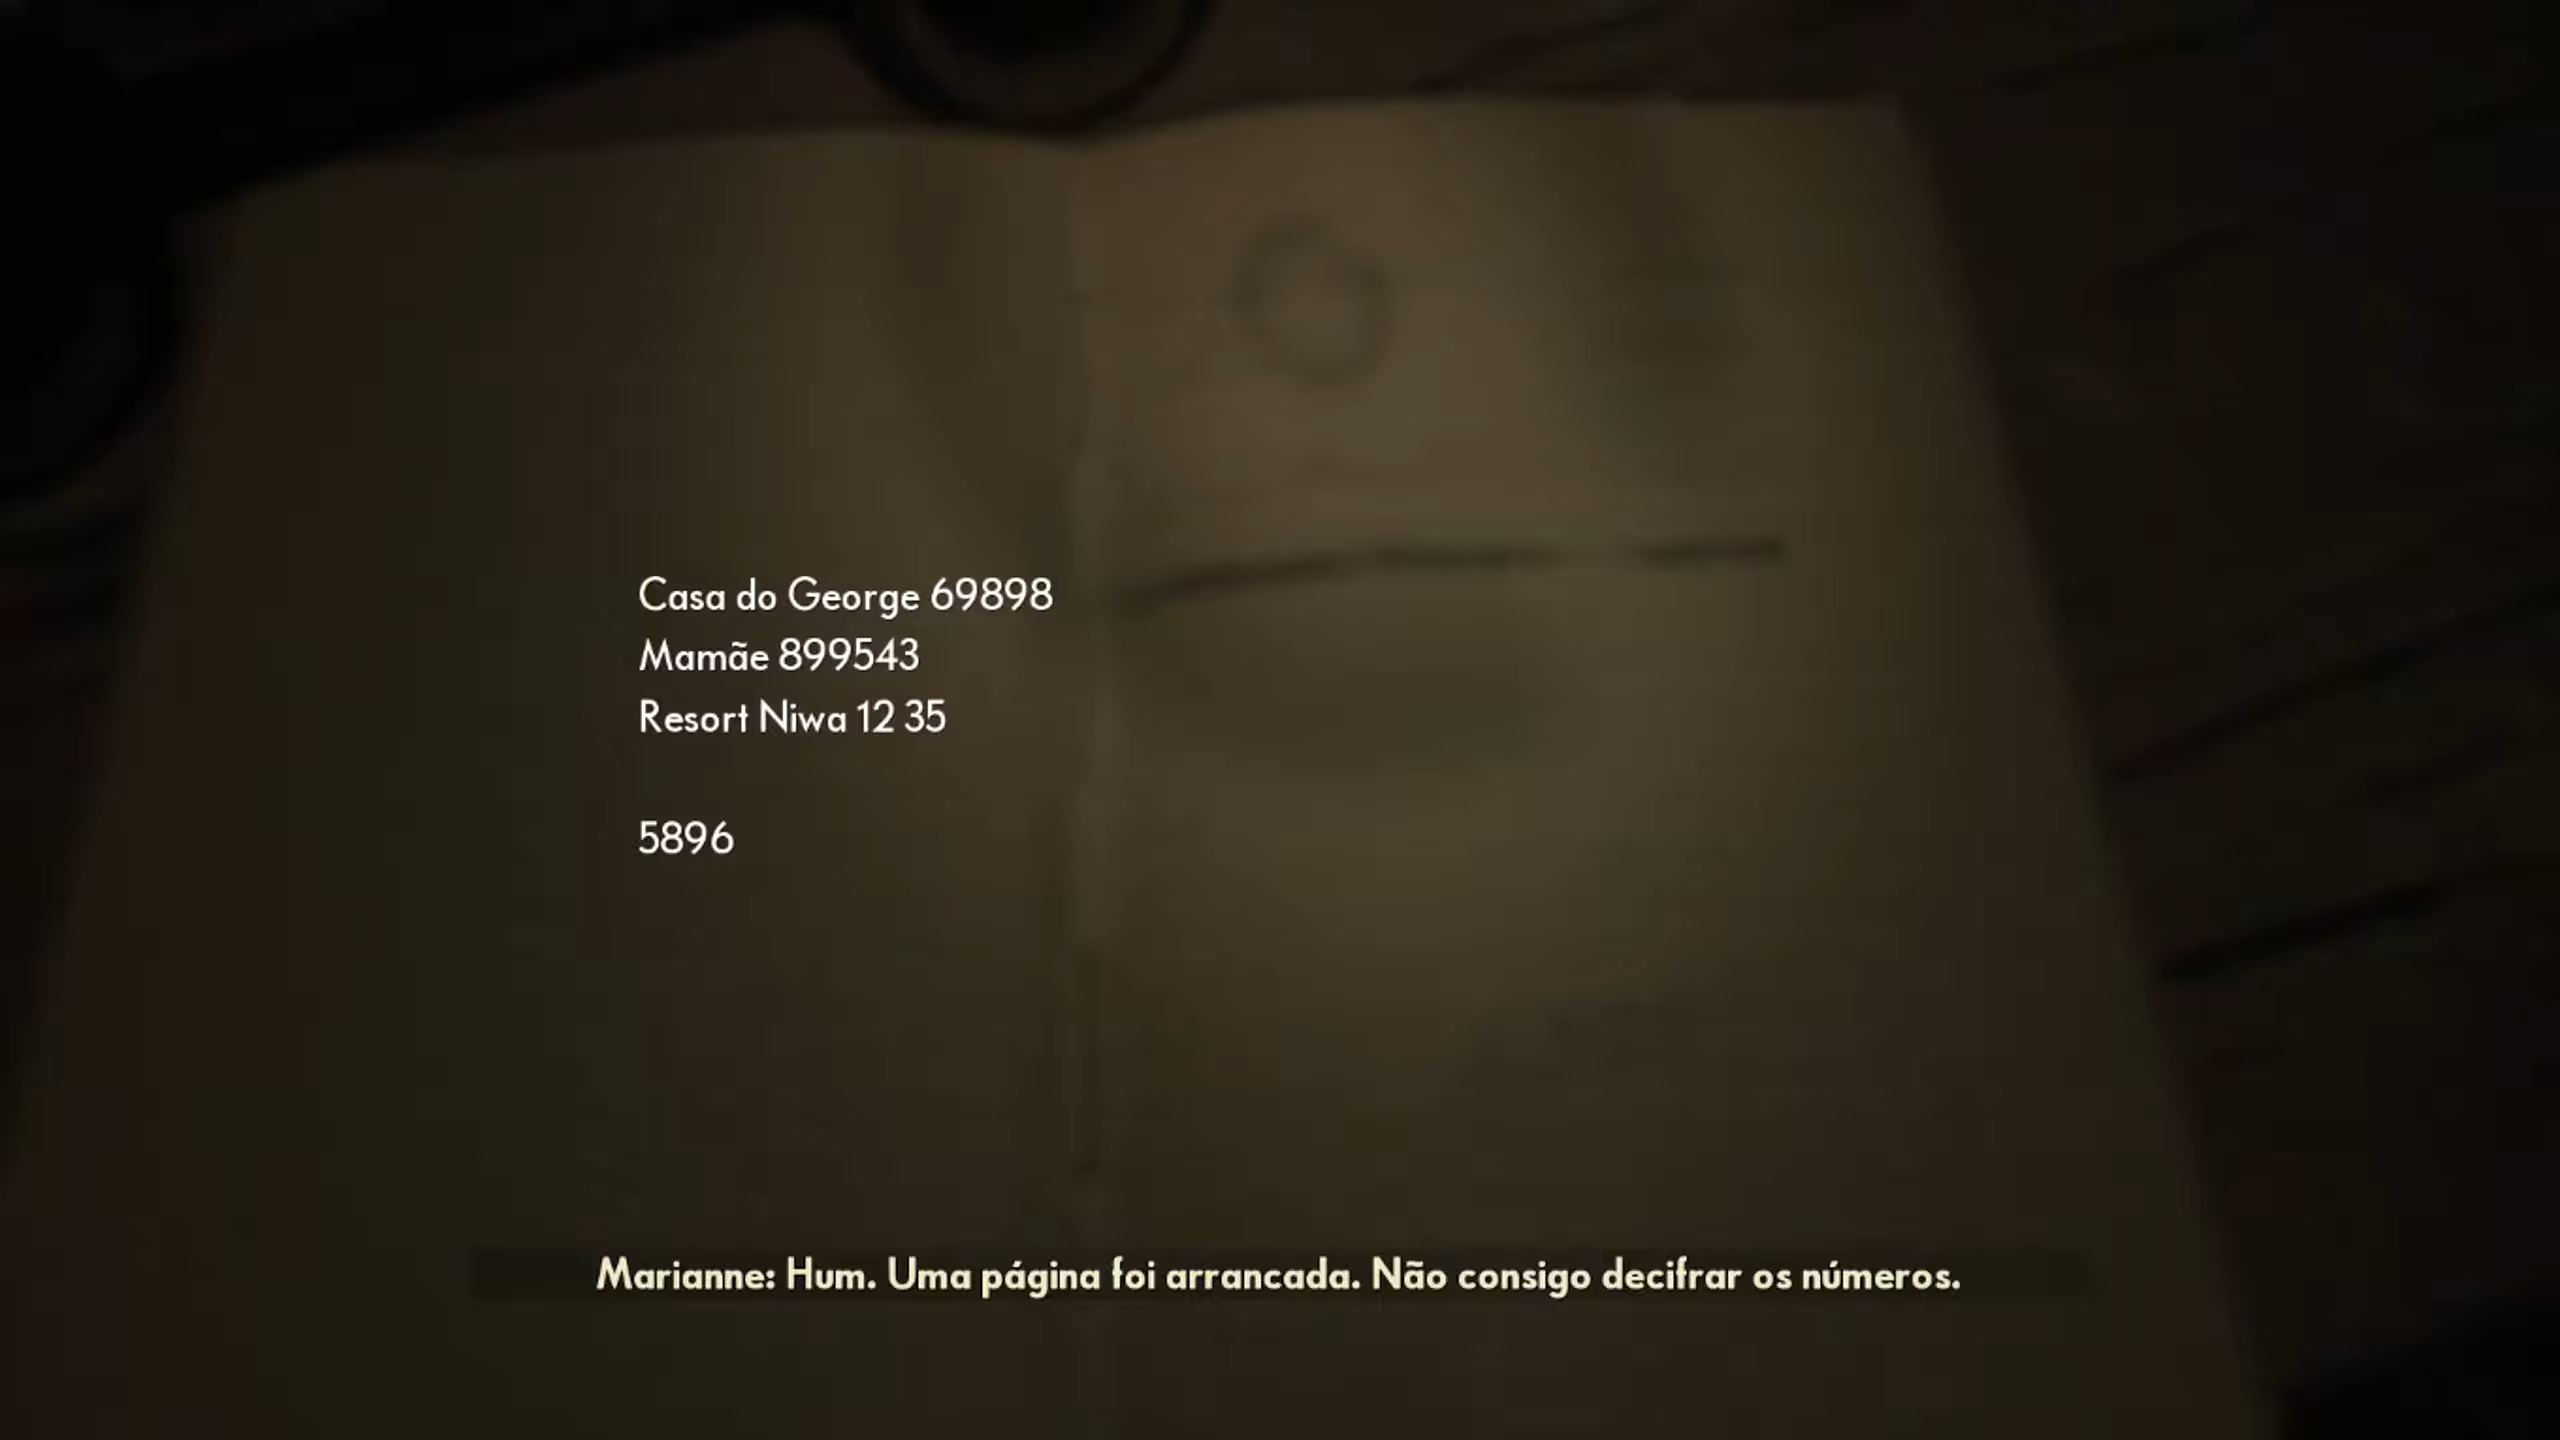 Casa do George 69898
Mamãe 899543
Resort Niwa 12 35
5896
Marianne: Hum. Uma página foi arrancada. Não consigo decifrar os números.